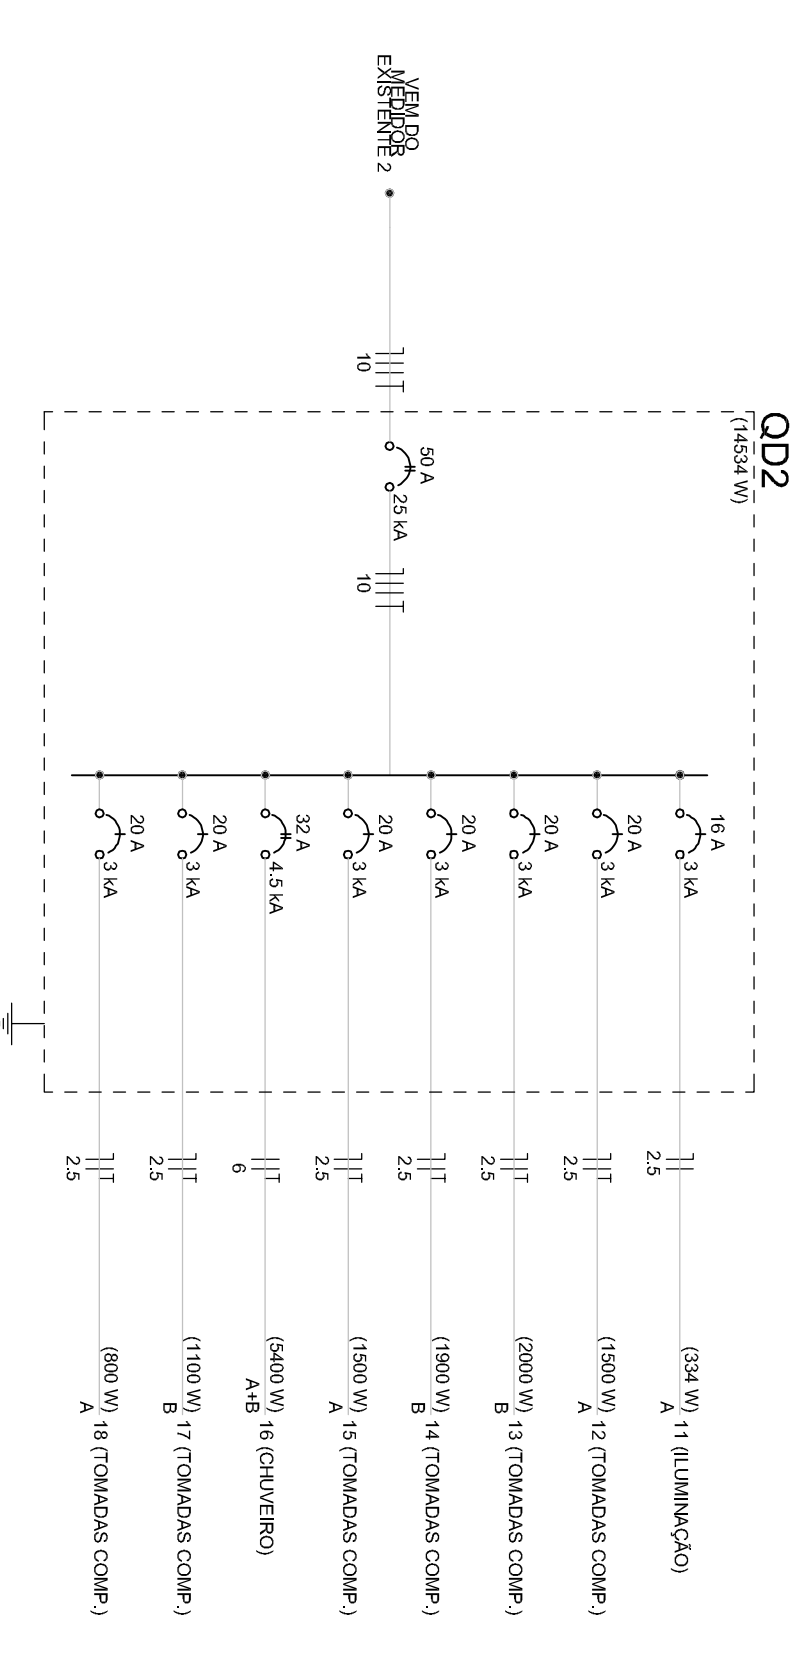 QD2
(14534 W)
VEM DO
MEDIDOR
EXISTENTE 2
10
50 A
25 kA
10
16 A
3 kA
2.5
(334 W)
A
11 (ILUMINAÇÃO)
20 A
3 kA
2.5
(1500 W)
A
12 (TOMADAS COMP.)
20 A
3 kA
2.5
(2000 W)
B
13 (TOMADAS COMP.)
20 A
3 kA
2.5
(1900 W)
B
14 (TOMADAS COMP.)
20 A
3 kA
2.5
(1500 W)
A
15 (TOMADAS COMP.)
32 A
4.5 kA
6
(5400 W)
A+B
16 (CHUVEIRO)
20 A
3 kA
2.5
(1100 W)
B
17 (TOMADAS COMP.)
20 A
3 kA
2.5
(800 W)
A
18 (TOMADAS COMP.)